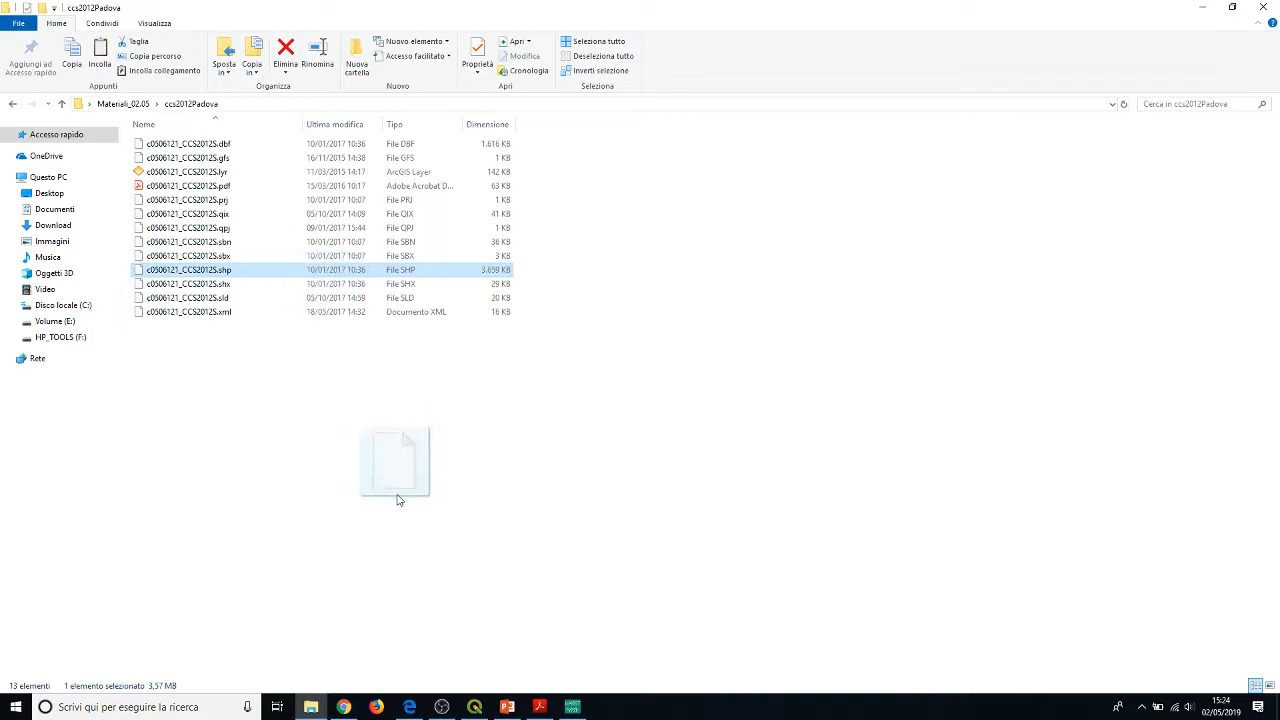 ccs2012Padova
File Home Condividi Visualizza
Aggiungi ad Accesso rapido
Copia
Incolla
Taglia
Copia percorso
Incolla collegamento
Sposta in
Copia in
Elimina
Rinomina
Nuova cartella
Nuovo elemento
Accesso facilitato
Proprietà
Apri
Modifica
Cronologia
Seleziona tutto
Deseleziona tutto
Inverti selezione
Appunti Organizza Nuovo Apri Selezione
Materiali_02.05 ccs2012Padova Cerca in ccs2012Padova
Nome Ultima modifica Tipo Dimensione
c0506121_CCS2012S.dbf 10/01/2017 10:36 File DBF 1.616 KB
c0506121_CCS2012S.gfs 16/11/2015 14:38 File GFS 1 KB
c0506121_CCS2012S.lyr 11/03/2015 14:17 ArcGIS Layer 142 KB
c0506121_CCS2012S.pdf 15/03/2016 10:17 Adobe Acrobat D... 63 KB
c0506121_CCS2012S.prj 10/01/2017 10:07 File PRJ 1 KB
c0506121_CCS2012S.qix 05/10/2017 14:09 File QIX 41 KB
c0506121_CCS2012S.qpj 09/01/2017 15:44 File QPJ 1 KB
c0506121_CCS2012S.sbn 10/01/2017 10:07 File SBN 36 KB
c0506121_CCS2012S.sbx 10/01/2017 10:07 File SBX 3 KB
c0506121_CCS2012S.shp 10/01/2017 10:36 File SHP 3.659 KB
c0506121_CCS2012S.shx 10/01/2017 10:36 File SHX 29 KB
c0506121_CCS2012S.sld 05/10/2017 14:59 File SLD 20 KB
c0506121_CCS2012S.xml 18/05/2017 14:32 Documento XML 16 KB
Accesso rapido
OneDrive
Questo PC
Desktop
Documenti
Download
Immagini
Musica
Oggetti 3D
Video
Disco locale (C:)
Volume (E:)
HP_TOOLS (F:)
Rete
13 elementi 1 elemento selezionato 3,57 MB
Scrivi qui per eseguire la ricerca
15:24
02/05/2019